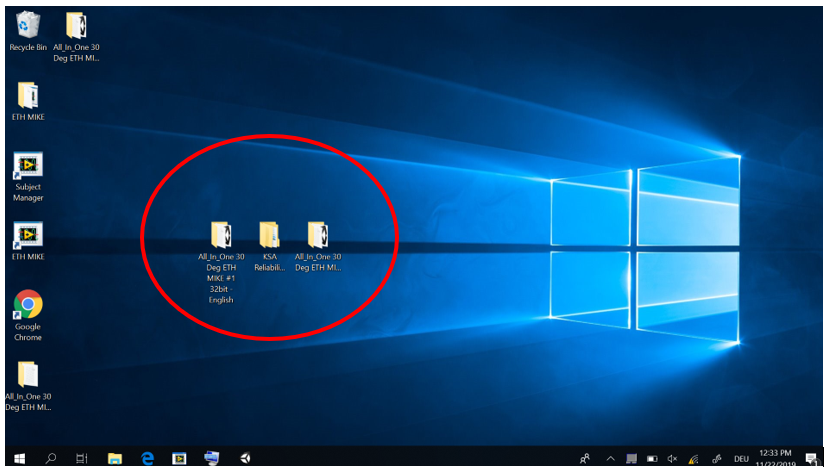 Recycle Bin
All_In_One 30
Deg ETH MI...
ETH MIKE
Subject
Manager
ETH MIKE
Google
Chrome
All_In_One 30
Deg ETH MI...
All_In_One 30
Deg ETH
MIKE #1
32bit -
English
KSA
Reliabili...
All_In_One 30
Deg ETH MI...
DEU
12:33 PM
11/22/2019
1